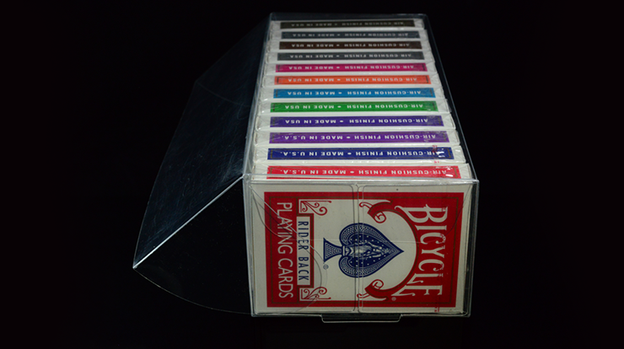 AIR-CUSHION FINISH ★ MADE IN USA
AIR-CUSHION FINISH ★ MADE IN USA
AIR-CUSHION FINISH ★ MADE IN USA
AIR-CUSHION FINISH ★ MADE IN USA
AIR-CUSHION FINISH ★ MADE IN USA
AIR-CUSHION FINISH ★ MADE IN USA
AIR-CUSHION FINISH ★ MADE IN USA
AIR-CUSHION FINISH ★ MADE IN USA
AIR-CUSHION FINISH ★ MADE IN USA
AIR-CUSHION FINISH ★ MADE IN U.S.A.
AIR-CUSHION FINISH ★ MADE IN U.S.A.
AIR-CUSHION FINISH ★ MADE IN U.S.A.
BICYCLE®
®
RIDER BACK
PLAYING CARDS